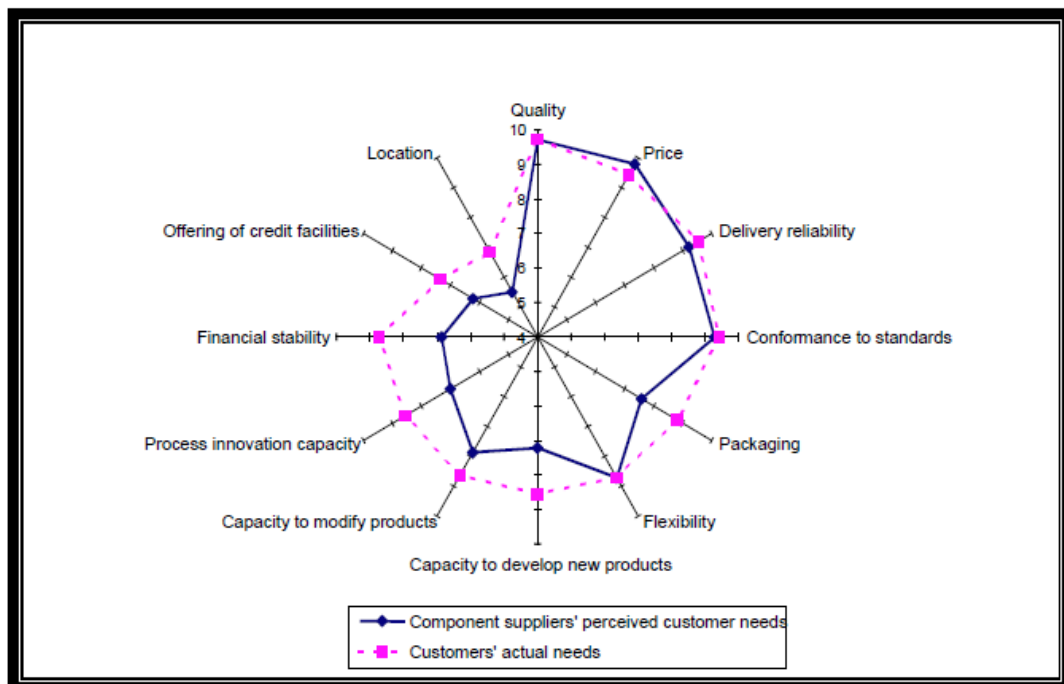 Quality
10
Location
Price
9
8
Offering of credit facilities
7
Delivery reliability
6
5
Financial stability
4
Conformance to standards
Process innovation capacity
Packaging
Capacity to modify products
Flexibility
Capacity to develop new products
Component suppliers' perceived customer needs
Customers' actual needs